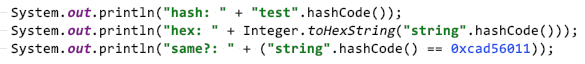 System.out.println("hash: " + "test".hashCode());
System.out.println("hex: " + Integer.toHexString("string".hashCode()));
System.out.println("same?: " + ("string".hashCode() == 0xcad56011));